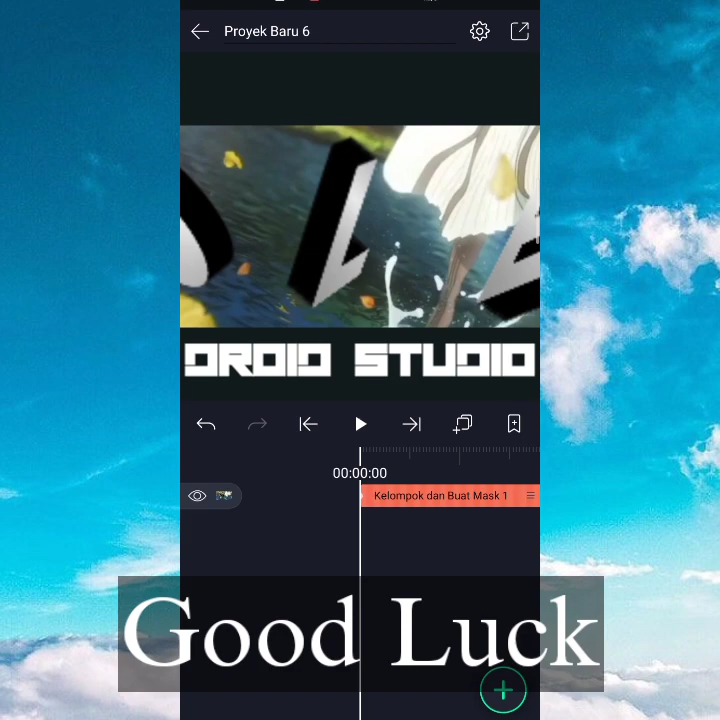 Proyek Baru 6
DROID STUDIO
00:00:00
Kelompok dan Buat Mask 1
Good Luck